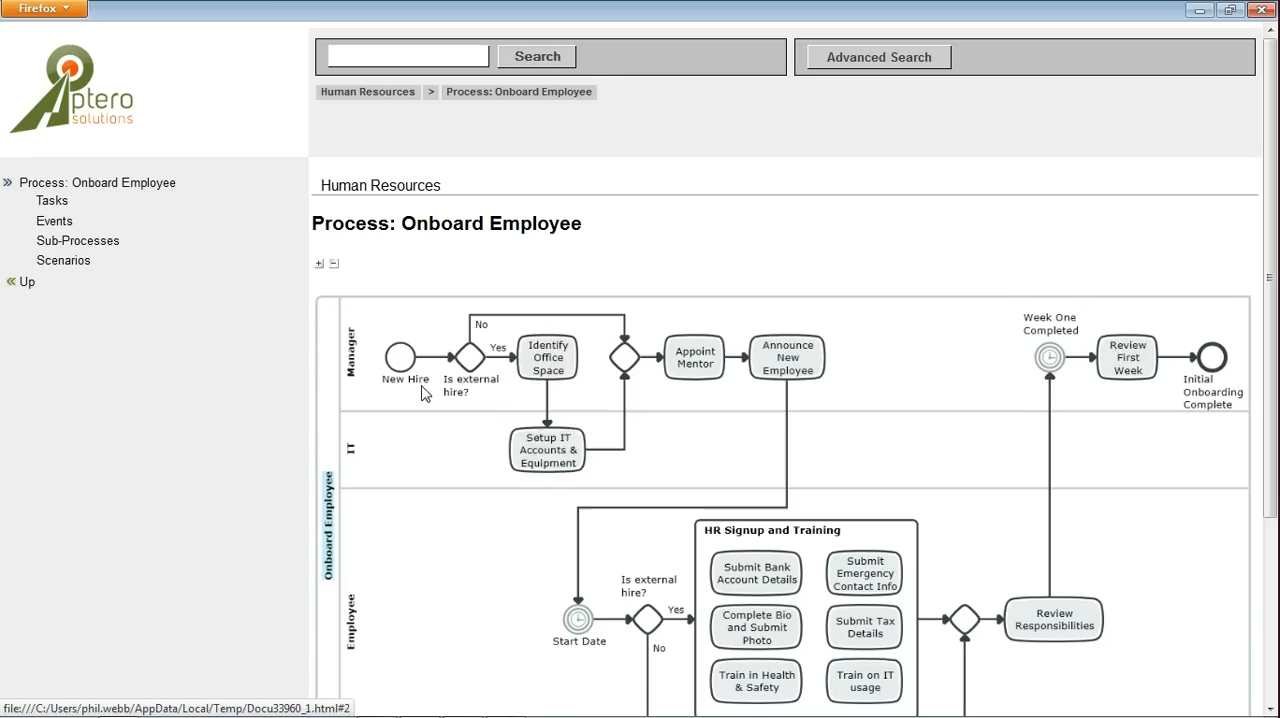 Firefox
Search
Advanced Search
ptero
solutions
Human Resources > Process: Onboard Employee
Process: Onboard Employee
Tasks
Events
Sub-Processes
Scenarios
Up
Human Resources
Process: Onboard Employee
Onboard Employee
Manager
No
Yes
New Hire
Is external
hire?
Identify
Office
Space
Appoint
Mentor
Announce
New
Employee
Week One
Completed
Review
First
Week
Initial
Onboarding
Complete
IT
Setup IT
Accounts &
Equipment
Employee
Start Date
Is external
hire?
Yes
No
HR Signup and Training
Submit Bank
Account Details
Submit
Emergency
Contact Info
Complete Bio
and Submit
Photo
Submit Tax
Details
Train in Health
& Safety
Train on IT
usage
Review
Responsibilities
file:///C:/Users/phil.webb/AppData/Local/Temp/Docu33960_1.html#2